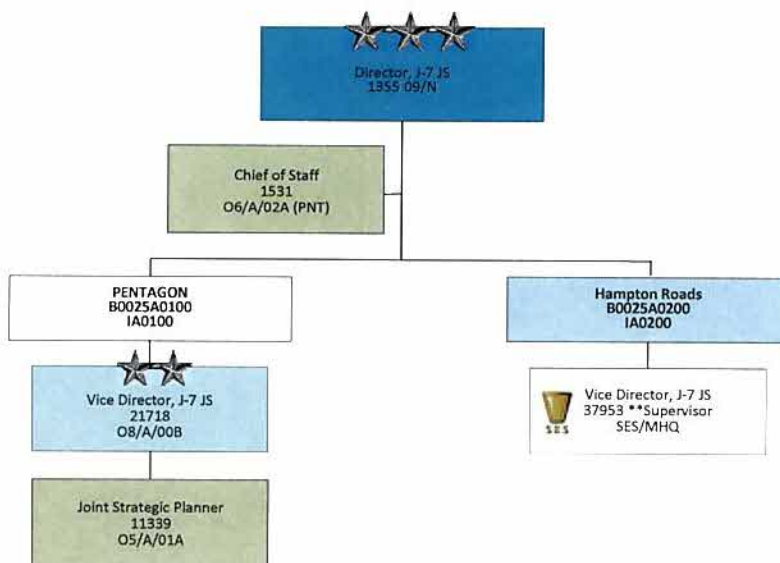 Director, J-7 JS
1355 09/N
Chief of Staff
1531
O6/A/02A (PNT)
PENTAGON
B0025A0100
IA0100
Vice Director, J-7 JS
21718
O8/A/00B
Joint Strategic Planner
11339
O5/A/01A
Hampton Roads
B0025A0200
IA0200
Vice Director, J-7 JS
37953 **Supervisor
SES/MHQ
SES